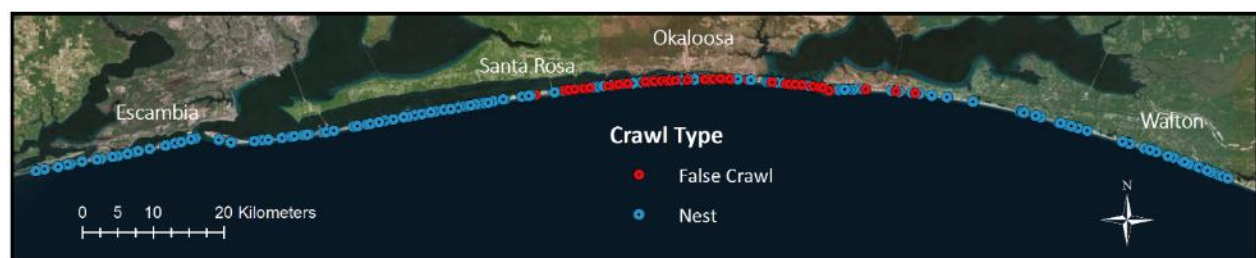 Okaloosa
Santa Rosa
Escambia
Walton
Crawl Type
False Crawl
Nest
0 5 10 20 Kilometers
N